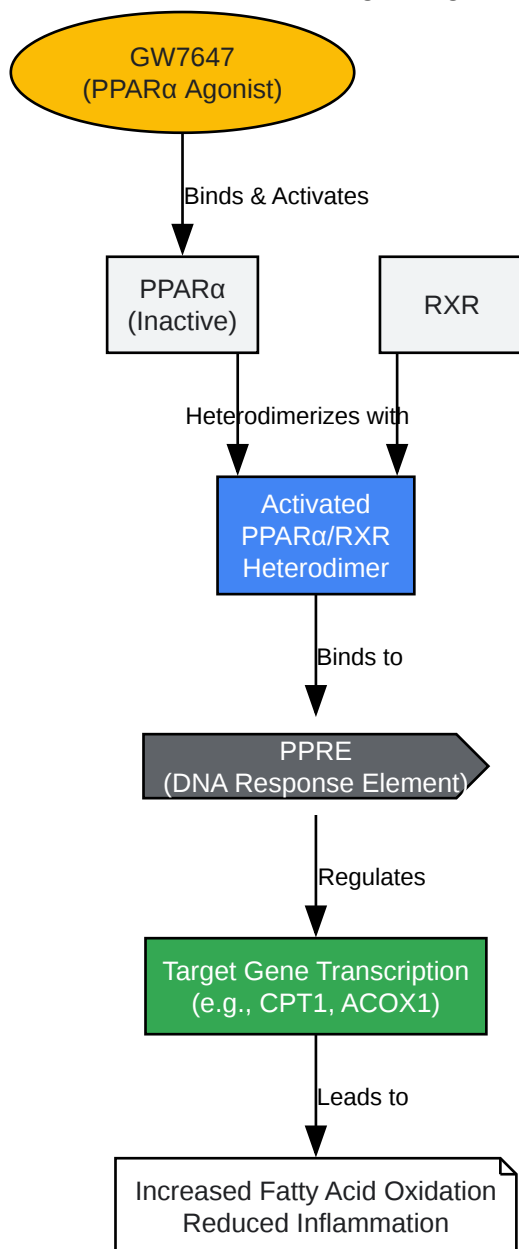 GW7647
(PPARα Agonist)
Binds & Activates
PPARα
(Inactive)
RXR
Heterodimerizes with
Activated
PPARα/RXR
Heterodimer
Binds to
PPRE
(DNA Response Element)
Regulates
Target Gene Transcription
(e.g., CPT1, ACOX1)
Leads to
Increased Fatty Acid Oxidation
Reduced Inflammation